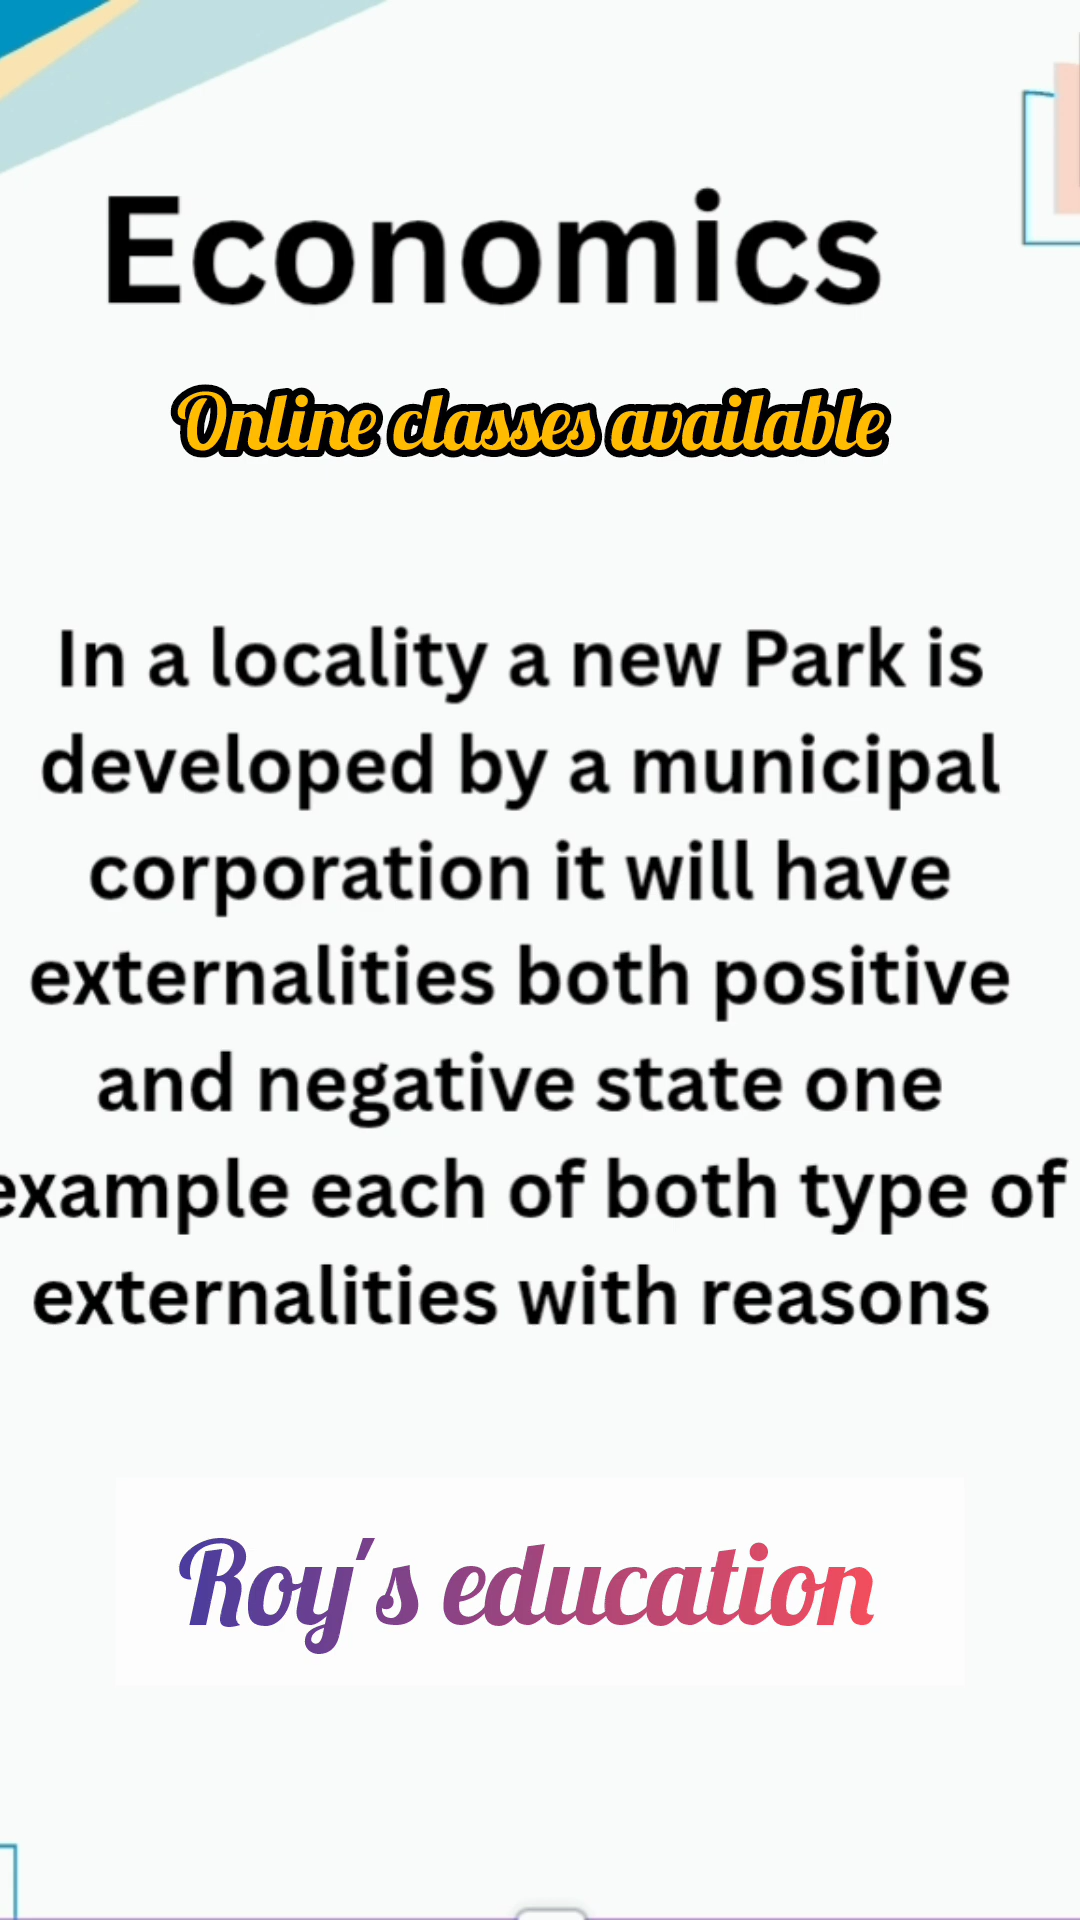 Economics
Online classes available
In a locality a new Park is
developed by a municipal
corporation it will have
externalities both positive
and negative state one
example each of both type of
externalities with reasons
Roy's education